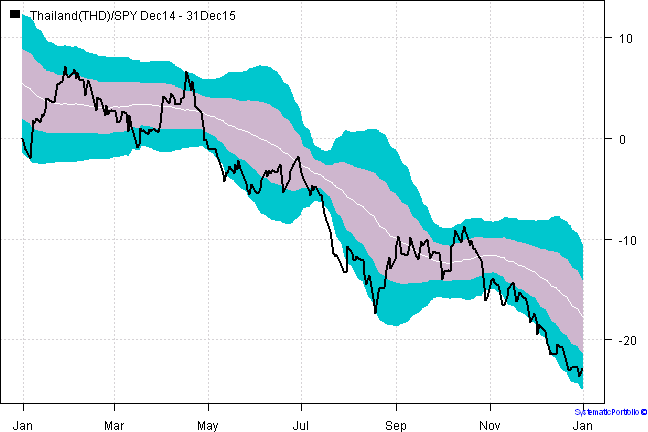 Thailand(THD)/SPY Dec14 - 31Dec15
10
0
-10
-20
Jan Mar May Jul Sep Nov Jan
SystematicPortfolio ©